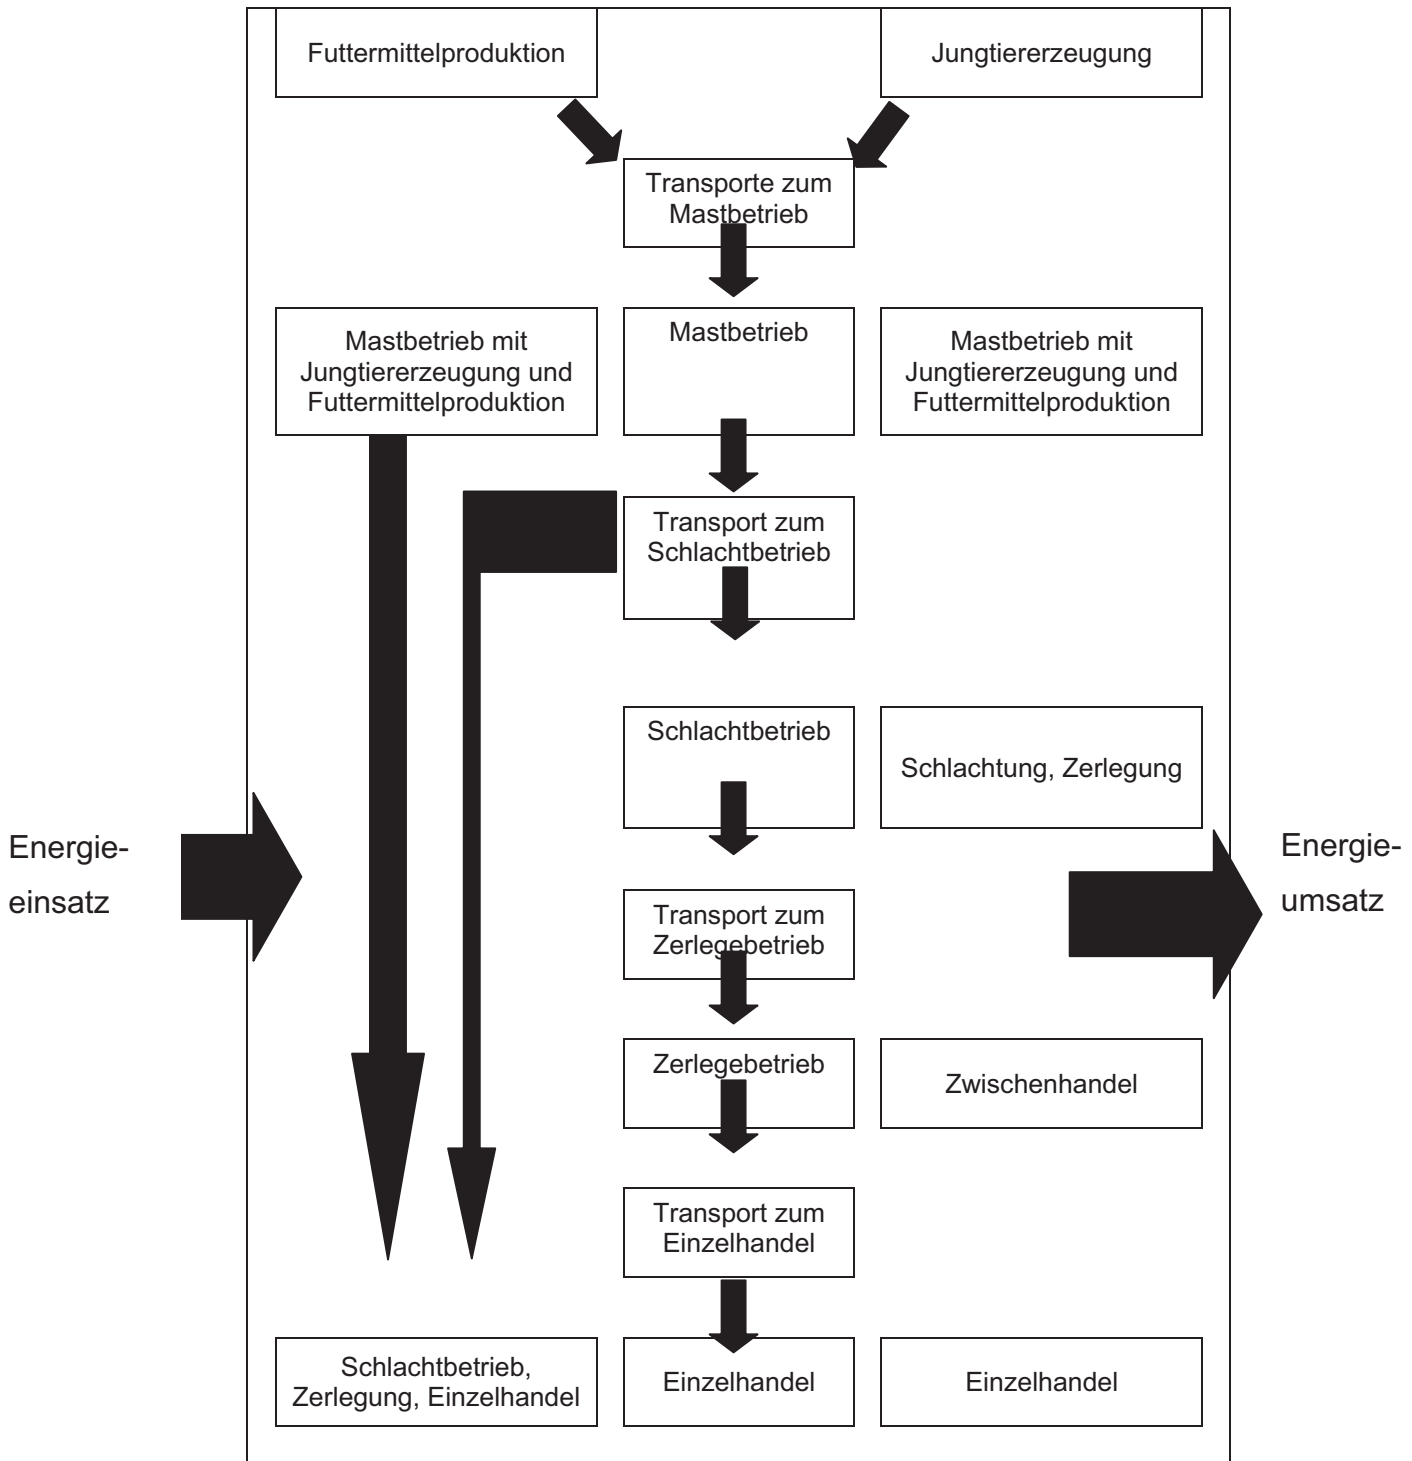 Futtermittelproduktion
Jungtiererzeugung
Transporte zum
Mastbetrieb
Mastbetrieb mit
Jungtiererzeugung und
Futtermittelproduktion
Mastbetrieb
Mastbetrieb mit
Jungtiererzeugung und
Futtermittelproduktion
Transport zum
Schlachtbetrieb
Schlachtbetrieb
Schlachtung, Zerlegung
Energie-
einsatz
Energie-
umsatz
Transport zum
Zerlegebetrieb
Zerlegebetrieb
Zwischenhandel
Transport zum
Einzelhandel
Schlachtbetrieb,
Zerlegung, Einzelhandel
Einzelhandel
Einzelhandel